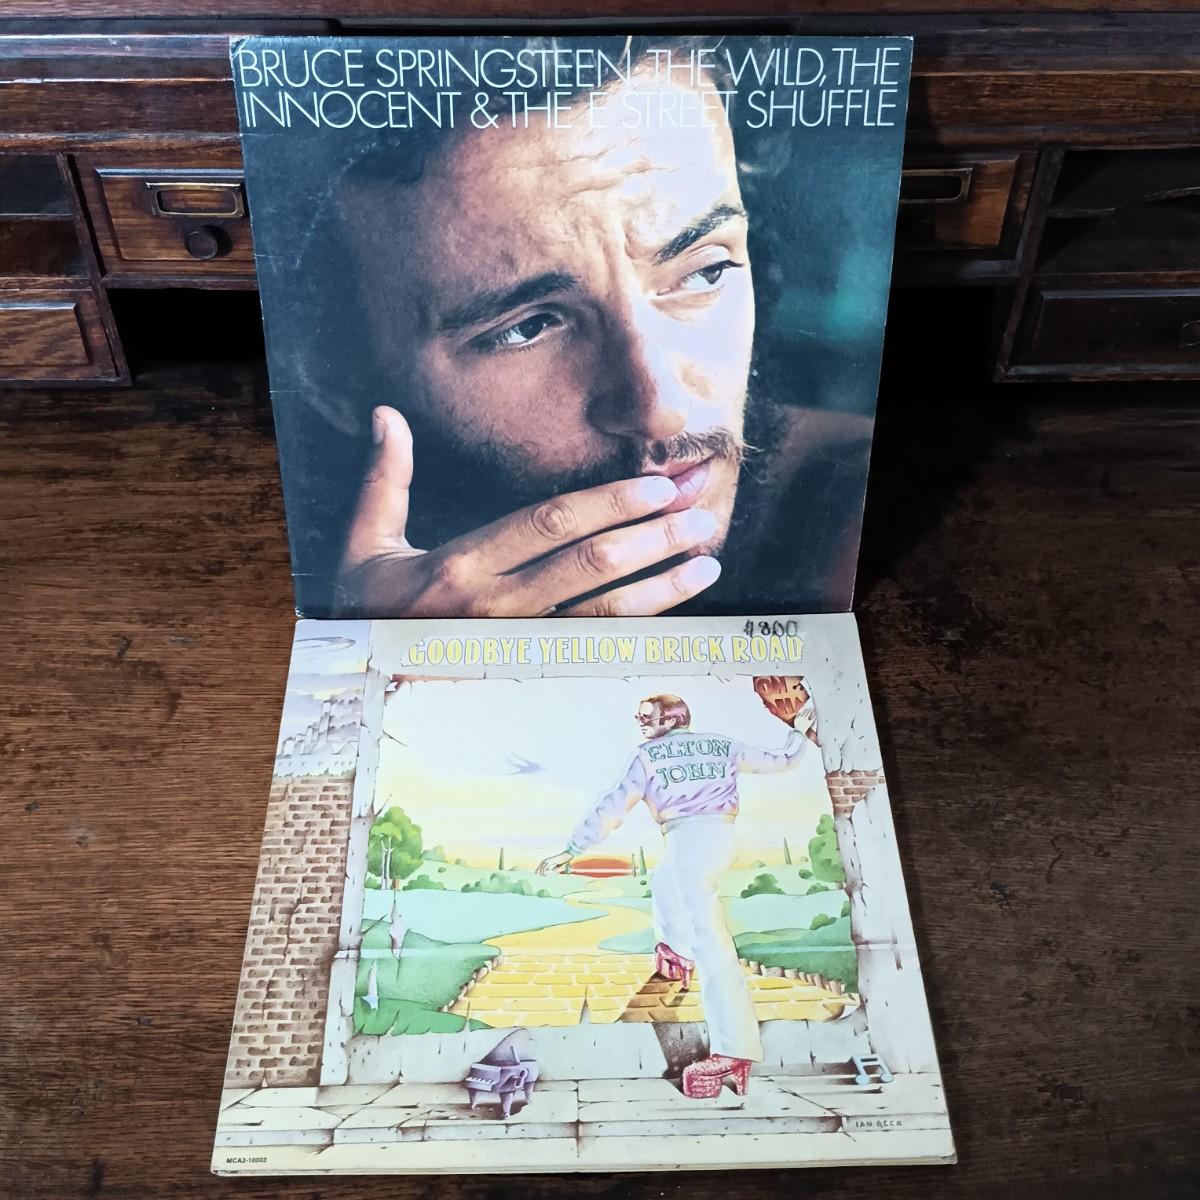 BRUCE SPRINGSTEEN THE WILD, THE
INNOCENT & THE E STREET SHUFFLE
$800
GOODBYE YELLOW BRICK ROAD
ELTON
JOHN
IAN BECK
MCA2-10003